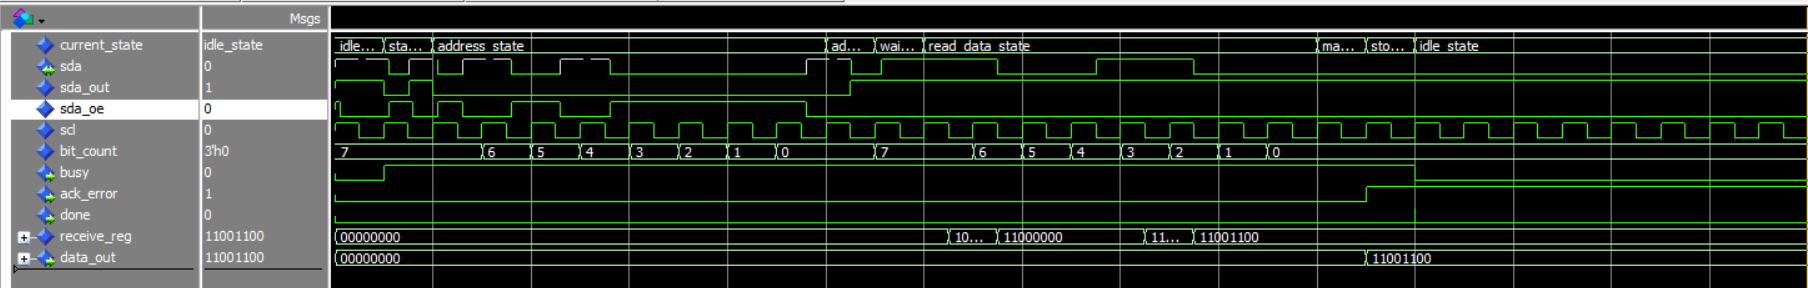 Msgs
current_state idle_state idle... sta... address_state ad... wai... read_data_state ma... sto... idle_state
sda 0
sda_out 1
sda_oe 0
scl 0
bit_count 3'h0 7 6 5 4 3 2 1 0 7 6 5 4 3 2 1 0
busy 0
ack_error 1
done 0
receive_reg 11001100 00000000 10... 11000000 11... 11001100
data_out 11001100 00000000 11001100